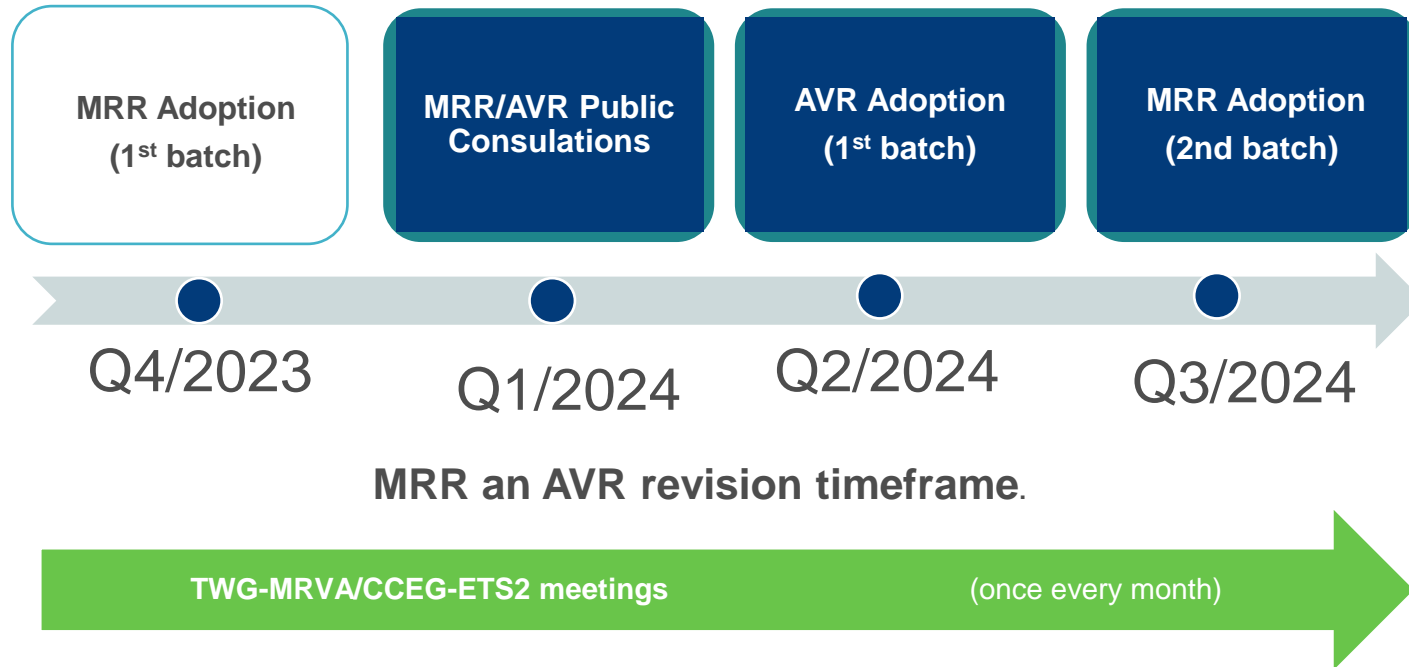 MRR Adoption
(1st batch)
MRR/AVR Public
Consulations
AVR Adoption
(1st batch)
MRR Adoption
(2nd batch)
Q4/2023
Q1/2024
Q2/2024
Q3/2024
MRR an AVR revision timeframe.
TWG-MRVA/CCEG-ETS2 meetings (once every month)